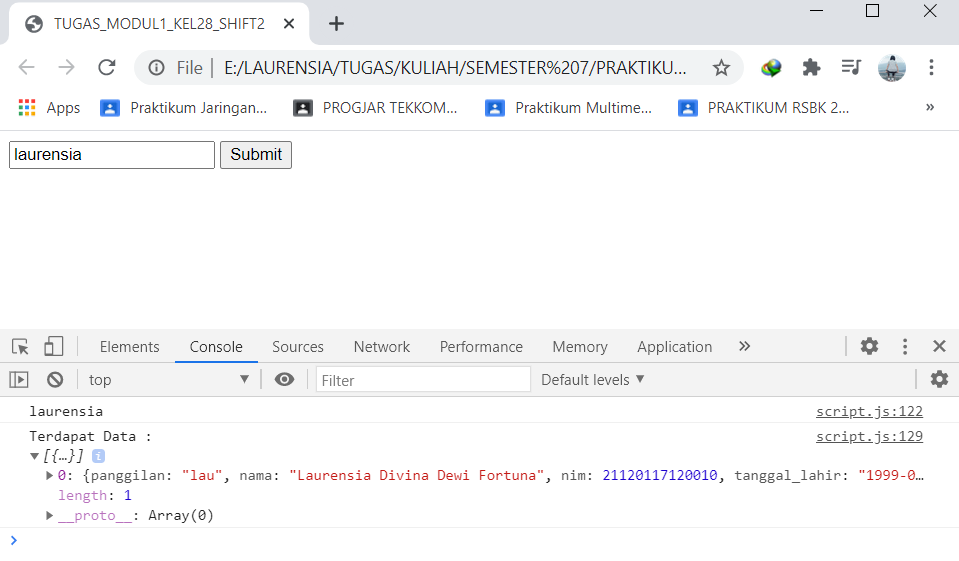 TUGAS_MODUL1_KEL28_SHIFT2
File | E:/LAURENSIA/TUGAS/KULIAH/SEMESTER%207/PRAKTIKU...
Apps Praktikum Jaringan... PROGJAR TEKKOM... Praktikum Multime... PRAKTIKUM RSBK 2... »
laurensia Submit
Elements Console Sources Network Performance Memory Application »
top Filter Default levels
laurensia script.js:122
Terdapat Data : script.js:129
[{…}] i
0: {panggilan: "lau", nama: "Laurensia Divina Dewi Fortuna", nim: 21120117120010, tanggal_lahir: "1999-0…
length: 1
__proto__: Array(0)